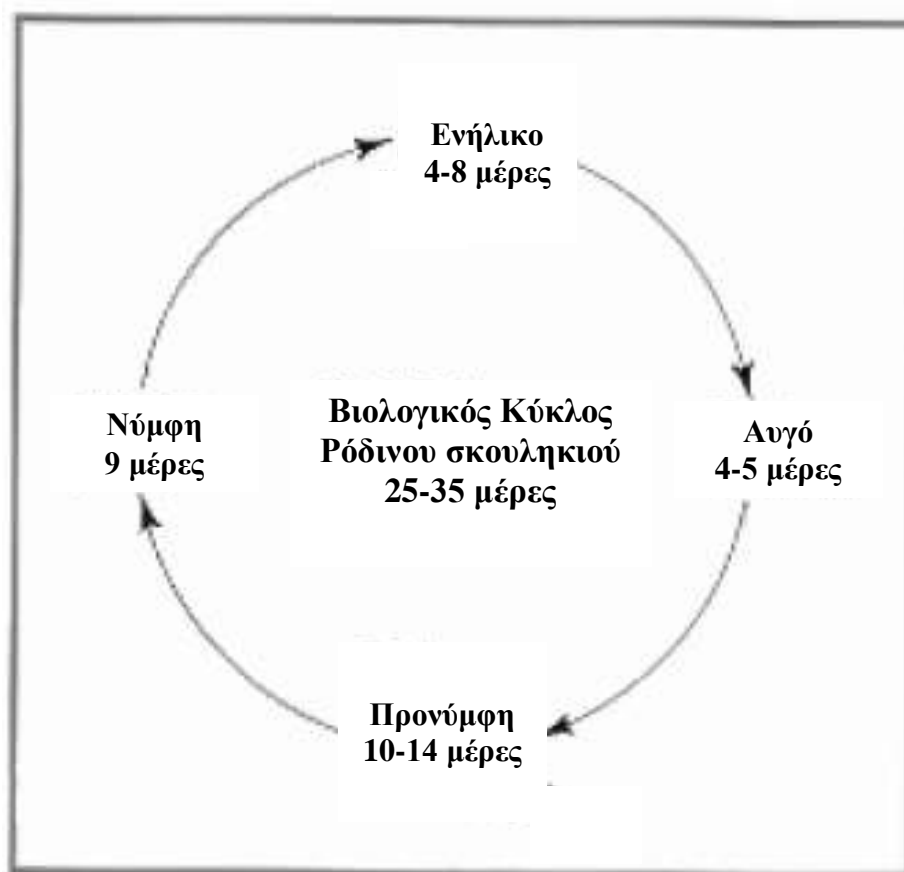 Ενήλικο
4-8 μέρες
Νύμφη
9 μέρες
Βιολογικός Κύκλος
Ρόδινου σκουληκιού
25-35 μέρες
Αυγό
4-5 μέρες
Προνύμφη
10-14 μέρες